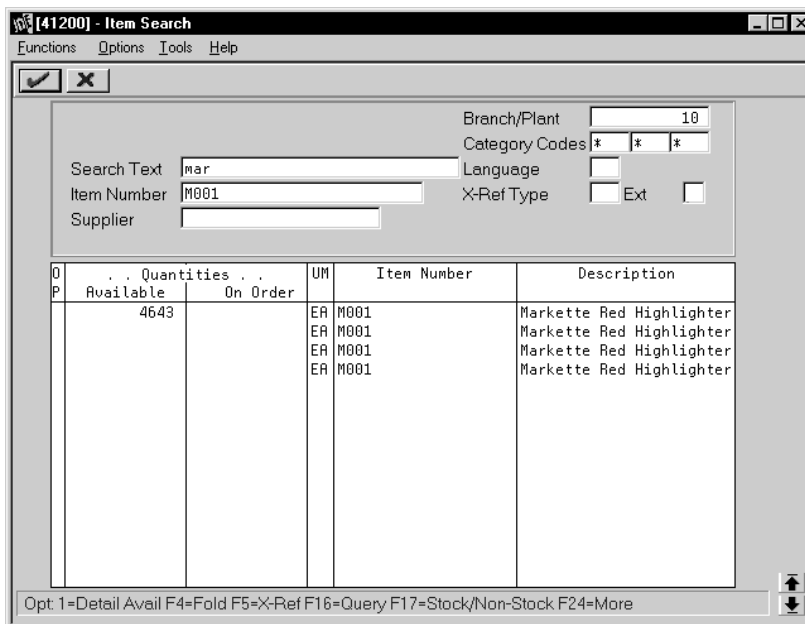 [41200] - Item Search
Functions Options Tools Help
Branch/Plant 10
Category Codes * * *
Search Text mar Language
Item Number M001 X-Ref Type Ext
Supplier
O P . . Quantities . . UM Item Number Description
Available On Order
4643 EA M001 Markette Red Highlighter
EA M001 Markette Red Highlighter
EA M001 Markette Red Highlighter
EA M001 Markette Red Highlighter
Opt: 1=Detail Avail F4=Fold F5=X-Ref F16=Query F17=Stock/Non-Stock F24=More